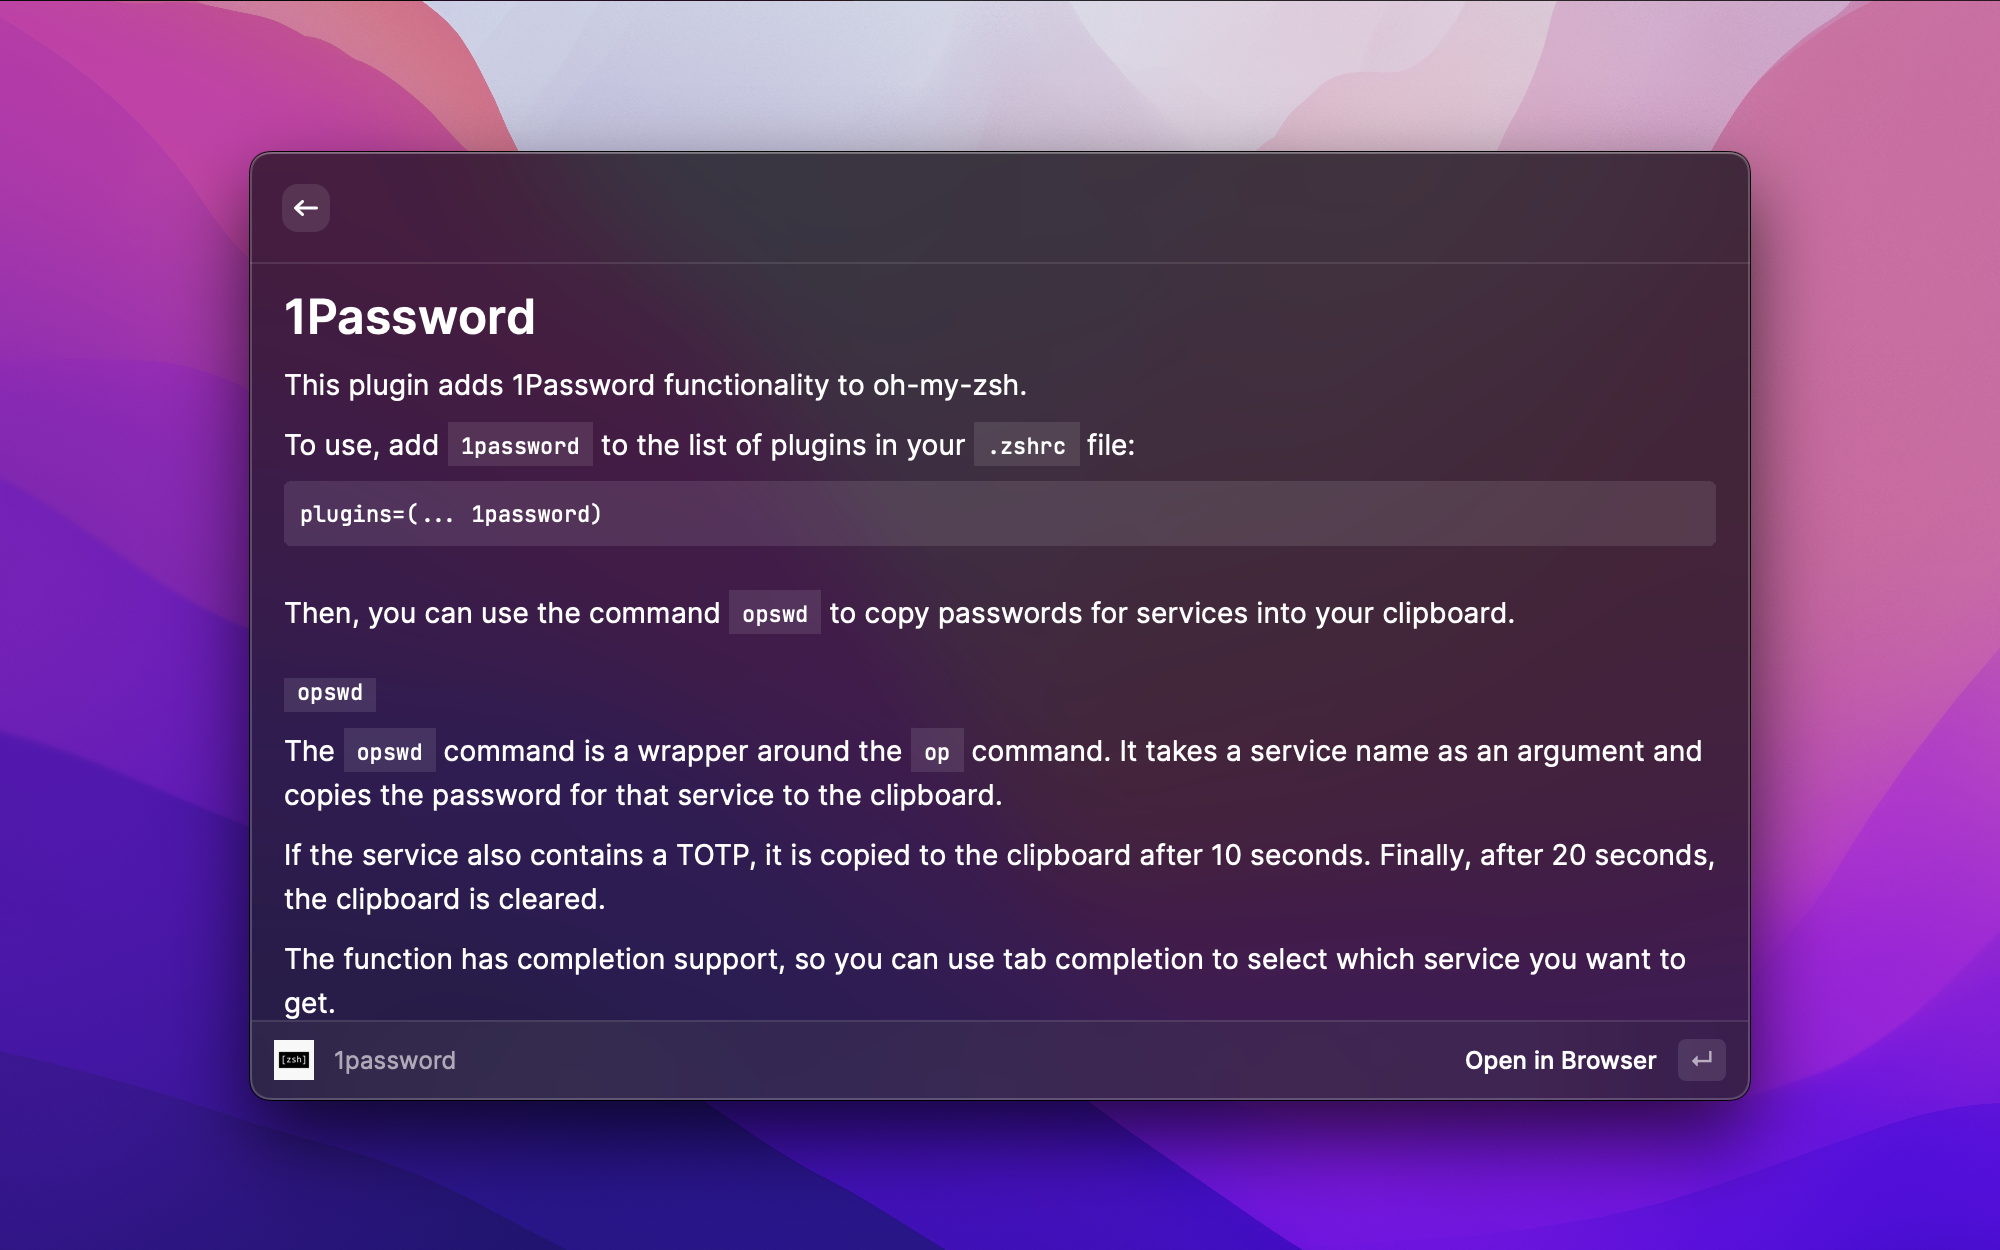 1Password
This plugin adds 1Password functionality to oh-my-zsh.
To use, add 1password to the list of plugins in your .zshrc file:
plugins=(... 1password)
Then, you can use the command opswd to copy passwords for services into your clipboard.
opswd
The opswd command is a wrapper around the op command. It takes a service name as an argument and
copies the password for that service to the clipboard.
If the service also contains a TOTP, it is copied to the clipboard after 10 seconds. Finally, after 20 seconds,
the clipboard is cleared.
The function has completion support, so you can use tab completion to select which service you want to
get.
[zsh] 1password Open in Browser